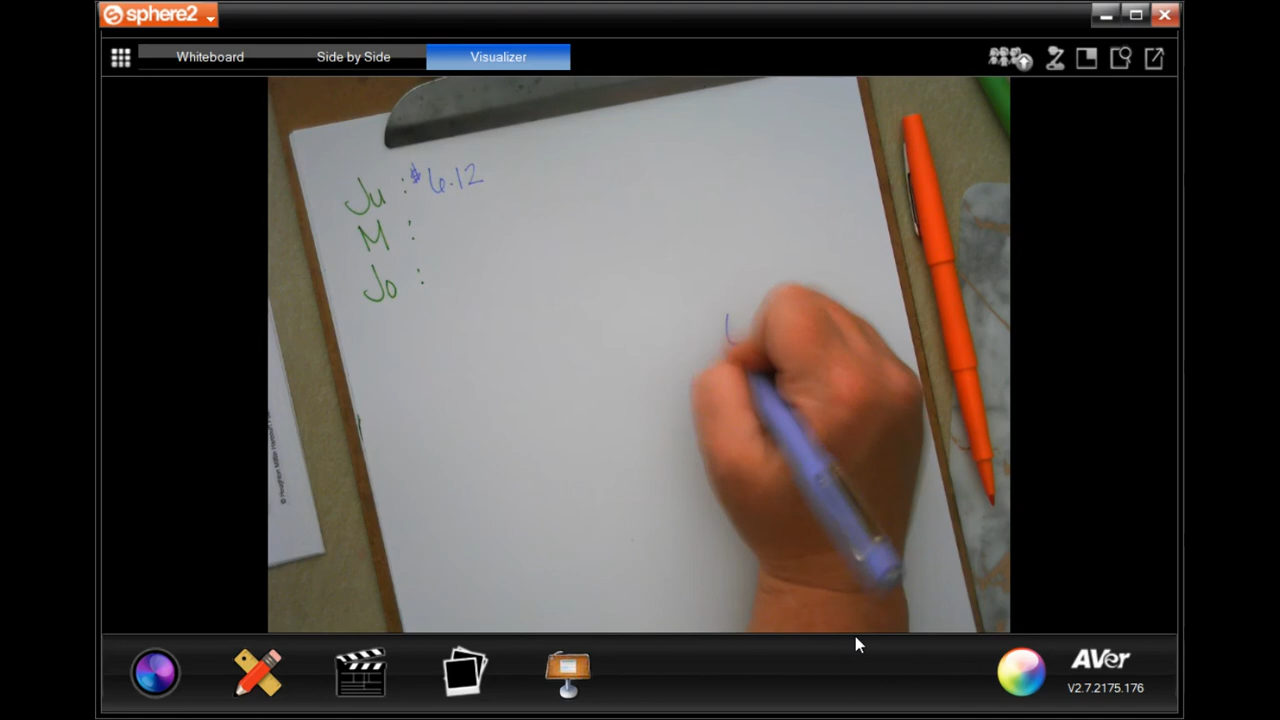 sphere2
Whiteboard Side by Side Visualizer
Ju : $6.12
M :
Jo :
AVer
V2.7.2175.176